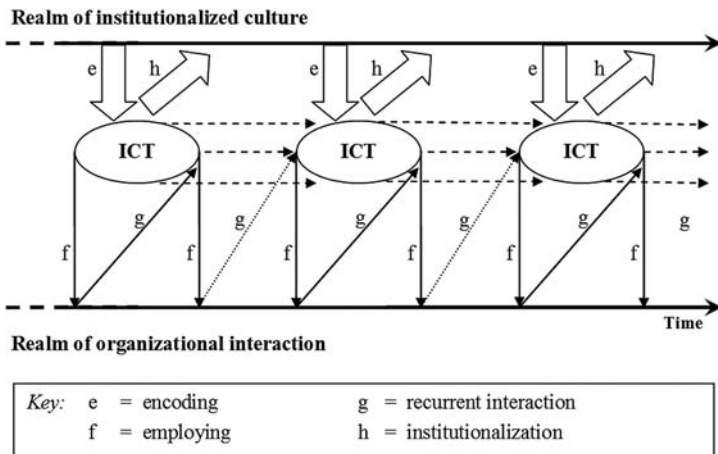 Realm of institutionalized culture
e h e h e h
ICT ICT ICT
g g g g g g
f f f f f f
Time
Realm of organizational interaction
Key: e = encoding g = recurrent interaction
f = employing h = institutionalization